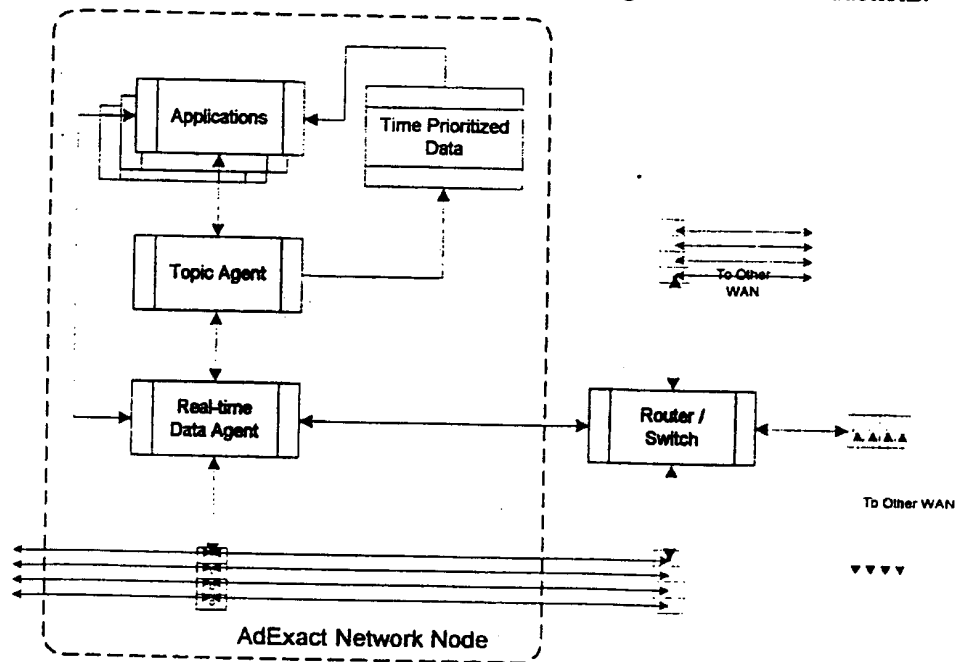 Applications
Time Prioritized
Data
Topic Agent
To Other
WAN
Real-time
Data Agent
Router /
Switch
To Other WAN
AdExact Network Node